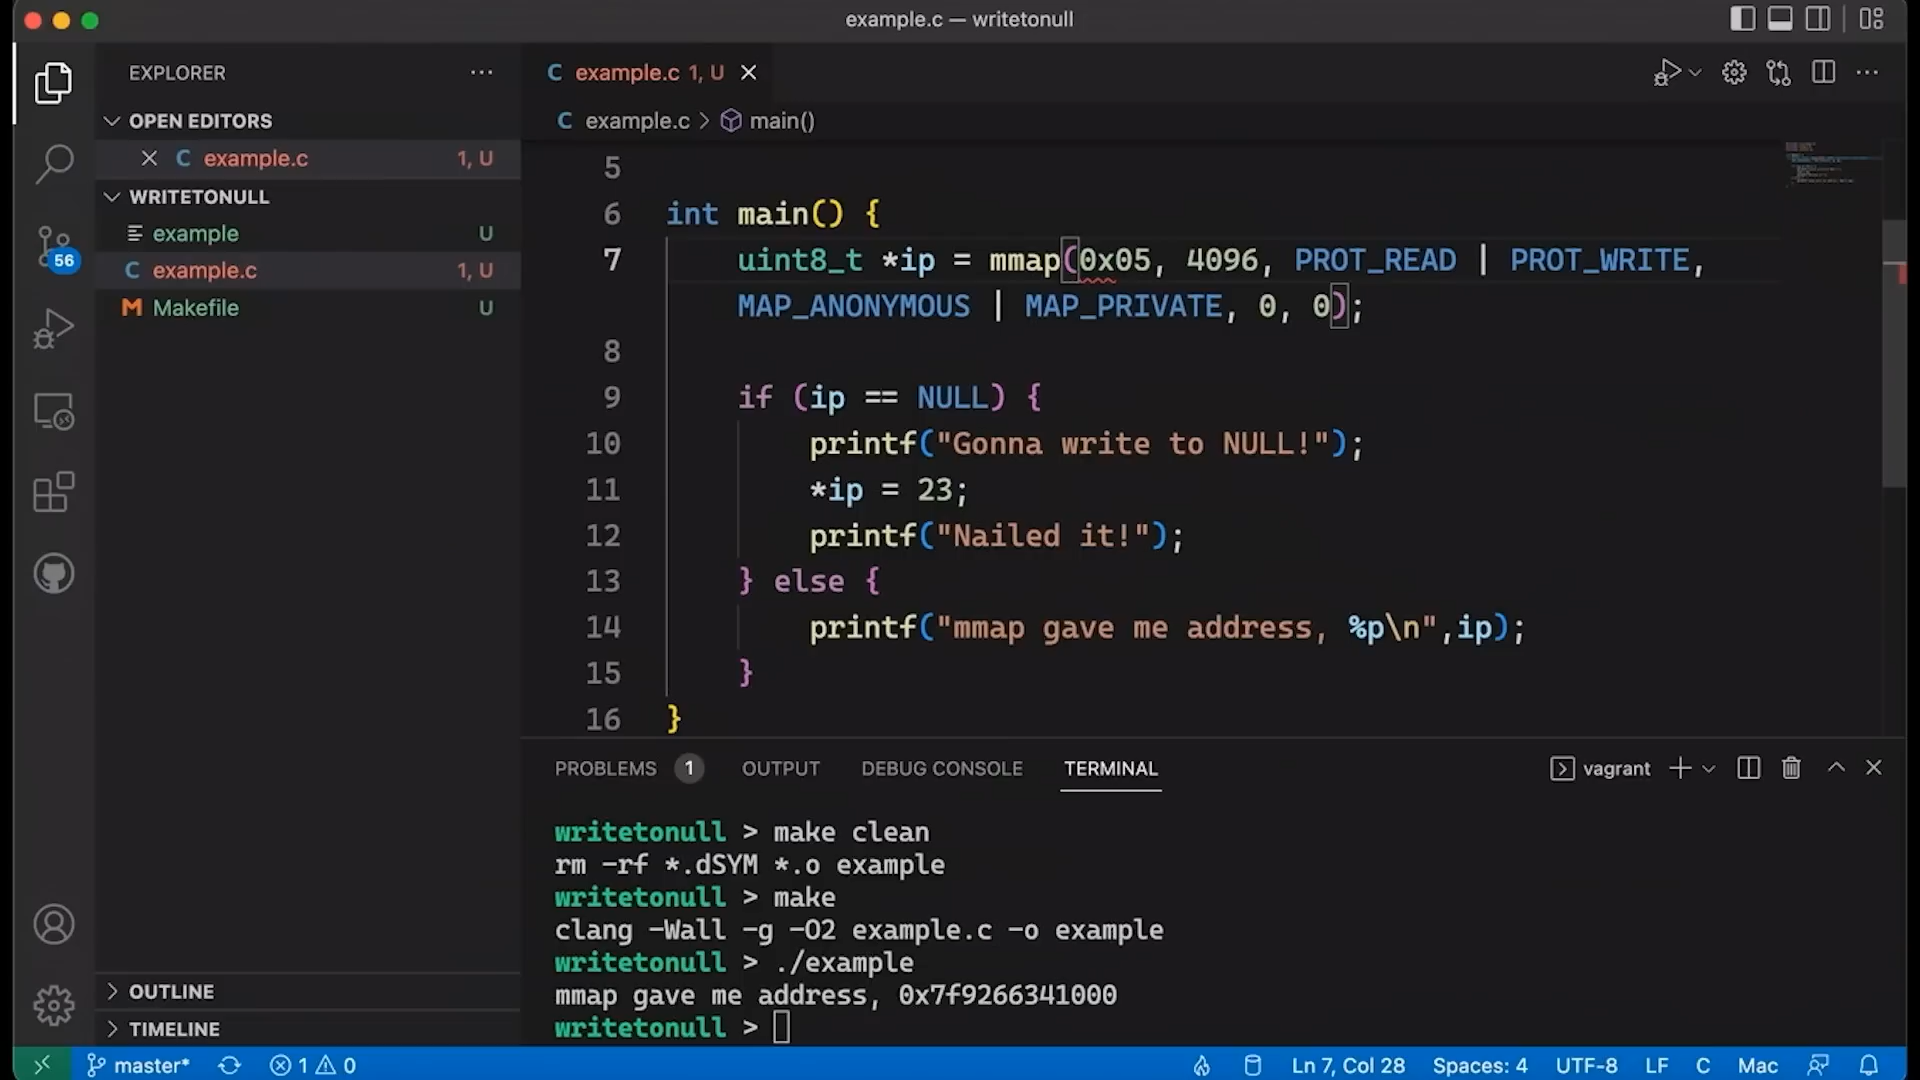 example.c — writetonull
EXPLORER
OPEN EDITORS
C example.c 1, U
WRITETONULL
example U
56
C example.c 1, U
M Makefile U
OUTLINE
TIMELINE
C example.c 1, U
C example.c > main()
5
6 int main() {
7 uint8_t *ip = mmap(0x05, 4096, PROT_READ | PROT_WRITE,
MAP_ANONYMOUS | MAP_PRIVATE, 0, 0);
8
9 if (ip == NULL) {
10 printf("Gonna write to NULL!");
11 *ip = 23;
12 printf("Nailed it!");
13 } else {
14 printf("mmap gave me address, %p\n",ip);
15 }
16 }
PROBLEMS 1 OUTPUT DEBUG CONSOLE TERMINAL vagrant
writetonull > make clean
rm -rf *.dSYM *.o example
writetonull > make
clang -Wall -g -O2 example.c -o example
writetonull > ./example
mmap gave me address, 0x7f9266341000
writetonull >
master* 1 0 Ln 7, Col 28 Spaces: 4 UTF-8 LF C Mac